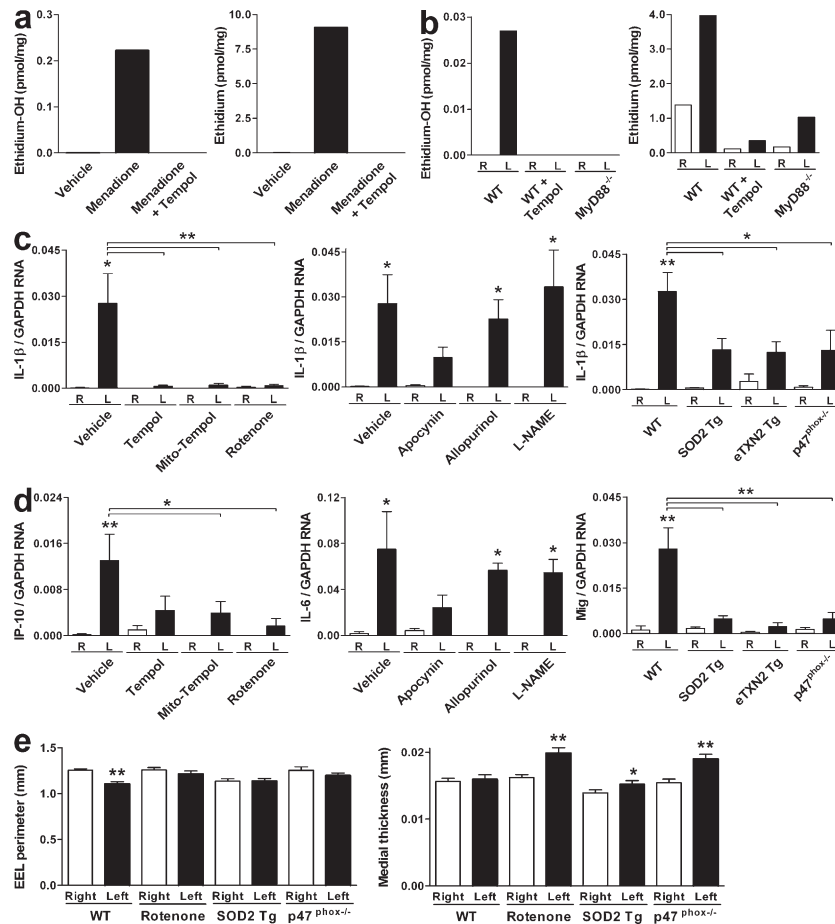 a
Ethidium-OH (pmol/mg)
0.3
0.2
0.1
0.0
Vehicle
Menadione
Menadione + Tempol
Ethidium (pmol/mg)
10.0
7.5
5.0
2.5
0.0
Vehicle
Menadione
Menadione + Tempol
b
Ethidium-OH (pmol/mg)
0.03
0.02
0.01
0.00
R L R L R L
WT
WT + Tempol
MyD88-/-
Ethidium (pmol/mg)
4.0
3.0
2.0
1.0
0.0
R L R L R L
WT
WT + Tempol
MyD88-/-
c
IL-1β / GAPDH RNA
0.045
0.030
0.015
0.000
*
**
R L R L R L R L
Vehicle
Tempol
Mito-Tempol
Rotenone
IL-1β / GAPDH RNA
0.045
0.030
0.015
0.000
* * *
R L R L R L R L
Vehicle
Apocynin
Allopurinol
L-NAME
IL-1β / GAPDH RNA
0.045
0.030
0.015
0.000
**
*
R L R L R L R L
WT
SOD2 Tg
eTXN2 Tg
p47phox-/-
d
IP-10 / GAPDH RNA
0.024
0.016
0.008
0.000
**
*
R L R L R L R L
Vehicle
Tempol
Mito-Tempol
Rotenone
IL-6 / GAPDH RNA
0.12
0.08
0.04
0.00
* * *
R L R L R L R L
Vehicle
Apocynin
Allopurinol
L-NAME
Mig / GAPDH RNA
0.045
0.030
0.015
0.000
**
**
R L R L R L R L
WT
SOD2 Tg
eTXN2 Tg
p47phox-/-
e
EEL perimeter (mm)
1.5
1.0
0.5
0.0
**
Right Left Right Left Right Left Right Left
WT Rotenone SOD2 Tg p47 phox-/-
Medial thickness (mm)
0.02
0.01
0.00
** * **
Right Left Right Left Right Left Right Left
WT Rotenone SOD2 Tg p47 phox-/-